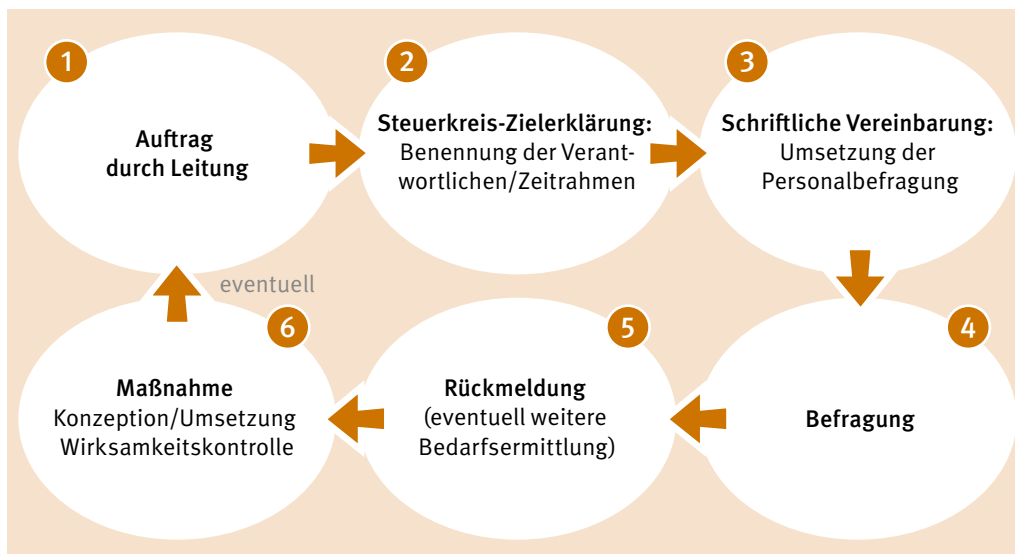 1
Auftrag
durch Leitung
2
Steuerkreis-Zielerklärung:
Benennung der Verant-
wortlichen/Zeitrahmen
3
Schriftliche Vereinbarung:
Umsetzung der
Personalbefragung
4
Befragung
5
Rückmeldung
(eventuell weitere
Bedarfsermittlung)
6
Maßnahme
Konzeption/Umsetzung
Wirksamkeitskontrolle
eventuell